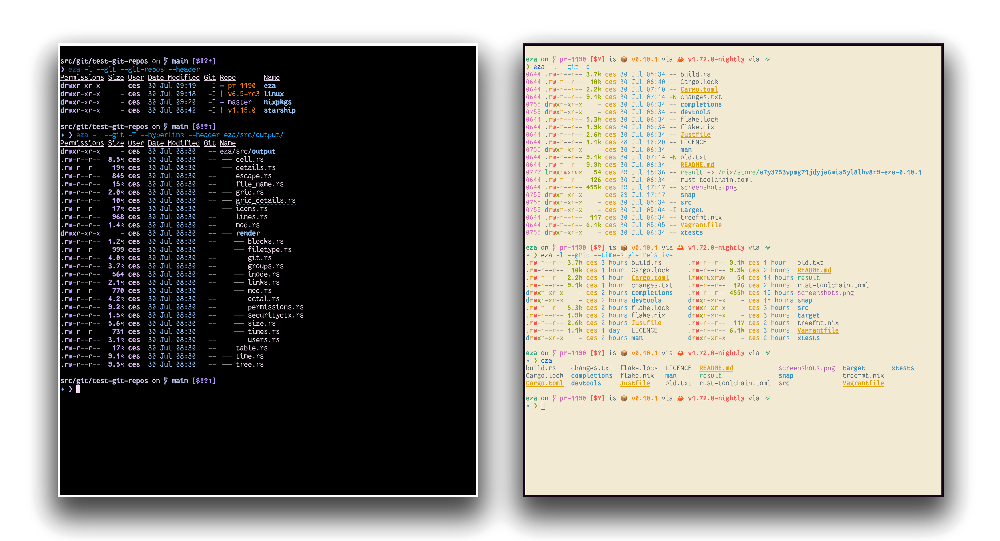 src/git/test-git-repos on main [$!?⇡]
❯ eza -l --git --git-repos --header
Permissions Size User Date Modified Git Repo Name
drwxr-xr-x - ces 30 Jul 09:19 -I - pr-1190 eza
drwxr-xr-x - ces 30 Jul 09:18 -I | v6.5-rc3 linux
drwxr-xr-x - ces 30 Jul 09:20 -I - master nixpkgs
drwxr-xr-x - ces 30 Jul 08:42 -I | v1.15.0 starship
src/git/test-git-repos on main [$!?⇡]
✦ ❯ eza -l --git -T --hyperlink --header eza/src/output/
Permissions Size User Date Modified Git Name
drwxr-xr-x - ces 30 Jul 08:30 -- eza/src/output
.rw-r--r-- 8.5k ces 30 Jul 08:30 -- ├── cell.rs
.rw-r--r-- 19k ces 30 Jul 08:30 -- ├── details.rs
.rw-r--r-- 845 ces 30 Jul 08:30 -- ├── escape.rs
.rw-r--r-- 15k ces 30 Jul 08:30 -- ├── file_name.rs
.rw-r--r-- 2.0k ces 30 Jul 08:30 -- ├── grid.rs
.rw-r--r-- 10k ces 30 Jul 08:30 -- ├── grid_details.rs
.rw-r--r-- 17k ces 30 Jul 08:30 -- ├── icons.rs
.rw-r--r-- 968 ces 30 Jul 08:30 -- ├── lines.rs
.rw-r--r-- 1.4k ces 30 Jul 08:30 -- ├── mod.rs
drwxr-xr-x - ces 30 Jul 08:30 -- ├── render
.rw-r--r-- 1.2k ces 30 Jul 08:30 -- │ ├── blocks.rs
.rw-r--r-- 999 ces 30 Jul 08:30 -- │ ├── filetype.rs
.rw-r--r-- 4.0k ces 30 Jul 08:30 -- │ ├── git.rs
.rw-r--r-- 3.7k ces 30 Jul 08:30 -- │ ├── groups.rs
.rw-r--r-- 564 ces 30 Jul 08:30 -- │ ├── inode.rs
.rw-r--r-- 2.1k ces 30 Jul 08:30 -- │ ├── links.rs
.rw-r--r-- 770 ces 30 Jul 08:30 -- │ ├── mod.rs
.rw-r--r-- 4.2k ces 30 Jul 08:30 -- │ ├── octal.rs
.rw-r--r-- 9.2k ces 30 Jul 08:30 -- │ ├── permissions.rs
.rw-r--r-- 1.5k ces 30 Jul 08:30 -- │ ├── securityctx.rs
.rw-r--r-- 5.6k ces 30 Jul 08:30 -- │ ├── size.rs
.rw-r--r-- 731 ces 30 Jul 08:30 -- │ ├── times.rs
.rw-r--r-- 3.1k ces 30 Jul 08:30 -- │ └── users.rs
.rw-r--r-- 17k ces 30 Jul 08:30 -- ├── table.rs
.rw-r--r-- 9.1k ces 30 Jul 08:30 -- ├── time.rs
.rw-r--r-- 9.5k ces 30 Jul 08:30 -- └── tree.rs
src/git/test-git-repos on main [$!?⇡]
✦ ❯
eza on pr-1190 [$?] is 📦 v0.10.1 via 🦀 v1.72.0-nightly via
❯ eza -l --git -o
0644 .rw-r--r-- 3.7k ces 30 Jul 05:34 -- build.rs
0644 .rw-r--r-- 10k ces 30 Jul 06:40 -- Cargo.lock
0644 .rw-r--r-- 2.2k ces 30 Jul 07:10 -- Cargo.toml
0644 .rw-r--r-- 9.1k ces 30 Jul 07:14 -N changes.txt
0755 drwxr-xr-x - ces 30 Jul 06:34 -- completions
0755 drwxr-xr-x - ces 30 Jul 06:34 -- devtools
0644 .rw-r--r-- 5.3k ces 30 Jul 06:34 -- flake.lock
0644 .rw-r--r-- 1.9k ces 30 Jul 06:34 -- flake.nix
0644 .rw-r--r-- 2.6k ces 30 Jul 06:34 -- Justfile
0644 .rw-r--r-- 1.1k ces 28 Jul 10:20 -- LICENCE
0755 drwxr-xr-x - ces 30 Jul 06:34 -- man
0644 .rw-r--r-- 9.1k ces 30 Jul 07:14 -N old.txt
0644 .rw-r--r-- 9.9k ces 30 Jul 06:34 -- README.md
0777 lrwxrwxrwx 54 ces 29 Jul 18:36 -- result -> /nix/store/a7y3753vpmg71jdyja6wis5yl8lhv8r9-eza-0.10.1
0644 .rw-r--r-- 126 ces 30 Jul 06:34 -- rust-toolchain.toml
0644 .rw-r--r-- 455k ces 29 Jul 17:17 -- screenshots.png
0755 drwxr-xr-x - ces 29 Jul 17:17 -- snap
0755 drwxr-xr-x - ces 30 Jul 05:34 -- src
0755 drwxr-xr-x - ces 30 Jul 05:04 -I target
0644 .rw-r--r-- 117 ces 30 Jul 06:34 -- treefmt.nix
0644 .rw-r--r-- 6.1k ces 30 Jul 05:05 -- Vagrantfile
0755 drwxr-xr-x - ces 30 Jul 06:34 -- xtests
eza on pr-1190 [$?] is 📦 v0.10.1 via 🦀 v1.72.0-nightly via
✦ ❯ eza -l --grid --time-style relative
.rw-r--r-- 3.7k ces 3 hours build.rs .rw-r--r-- 9.1k ces 1 hour old.txt
.rw-r--r-- 10k ces 1 hour Cargo.lock .rw-r--r-- 9.9k ces 2 hours README.md
.rw-r--r-- 2.2k ces 1 hour Cargo.toml lrwxrwxrwx 54 ces 14 hours result
.rw-r--r-- 9.1k ces 1 hour changes.txt .rw-r--r-- 126 ces 2 hours rust-toolchain.toml
drwxr-xr-x - ces 2 hours completions .rw-r--r-- 455k ces 15 hours screenshots.png
drwxr-xr-x - ces 2 hours devtools drwxr-xr-x - ces 15 hours snap
.rw-r--r-- 5.3k ces 2 hours flake.lock drwxr-xr-x - ces 3 hours src
.rw-r--r-- 1.9k ces 2 hours flake.nix drwxr-xr-x - ces 3 hours target
.rw-r--r-- 2.6k ces 2 hours Justfile .rw-r--r-- 117 ces 2 hours treefmt.nix
.rw-r--r-- 1.1k ces 1 day LICENCE .rw-r--r-- 6.1k ces 3 hours Vagrantfile
drwxr-xr-x - ces 2 hours man drwxr-xr-x - ces 2 hours xtests
eza on pr-1190 [$?] is 📦 v0.10.1 via 🦀 v1.72.0-nightly via
✦ ❯ eza
build.rs changes.txt flake.lock LICENCE README.md screenshots.png target xtests
Cargo.lock completions flake.nix man result snap treefmt.nix
Cargo.toml devtools Justfile old.txt rust-toolchain.toml src Vagrantfile
eza on pr-1190 [$?] is 📦 v0.10.1 via 🦀 v1.72.0-nightly via
✦ ❯